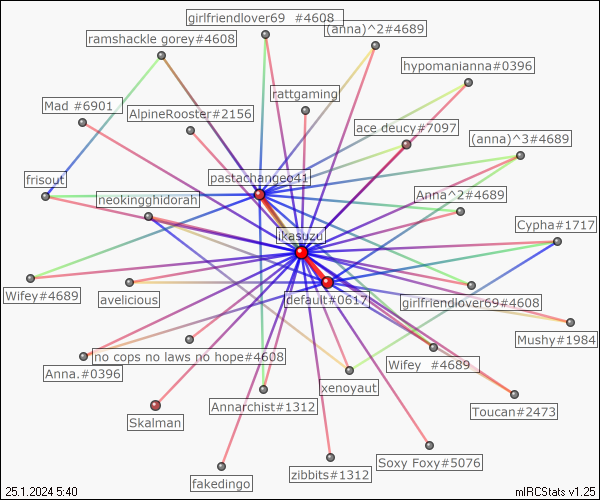 girlfriendlover69 #4608
(anna)^2#4689
ramshackle gorey#4608
hypomanianna#0396
rattgaming
Mad #6901
AlpineRooster#2156
ace deucy#7097
(anna)^3#4689
frisout
pastachangeo41
neokingghidorah
Anna^2#4689
Cypha#1717
ikasuzu
Wifey#4689
avelicious
default#0617
girlfriendlover69#4608
Mushy#1984
no cops no laws no hope#4608
Anna.#0396
Wifey #4689
xenoyaut
Annarchist#1312
Toucan#2473
Skalman
Soxy Foxy#5076
zibbits#1312
fakedingo
25.1.2024 5:40
mIRCStats v1.25